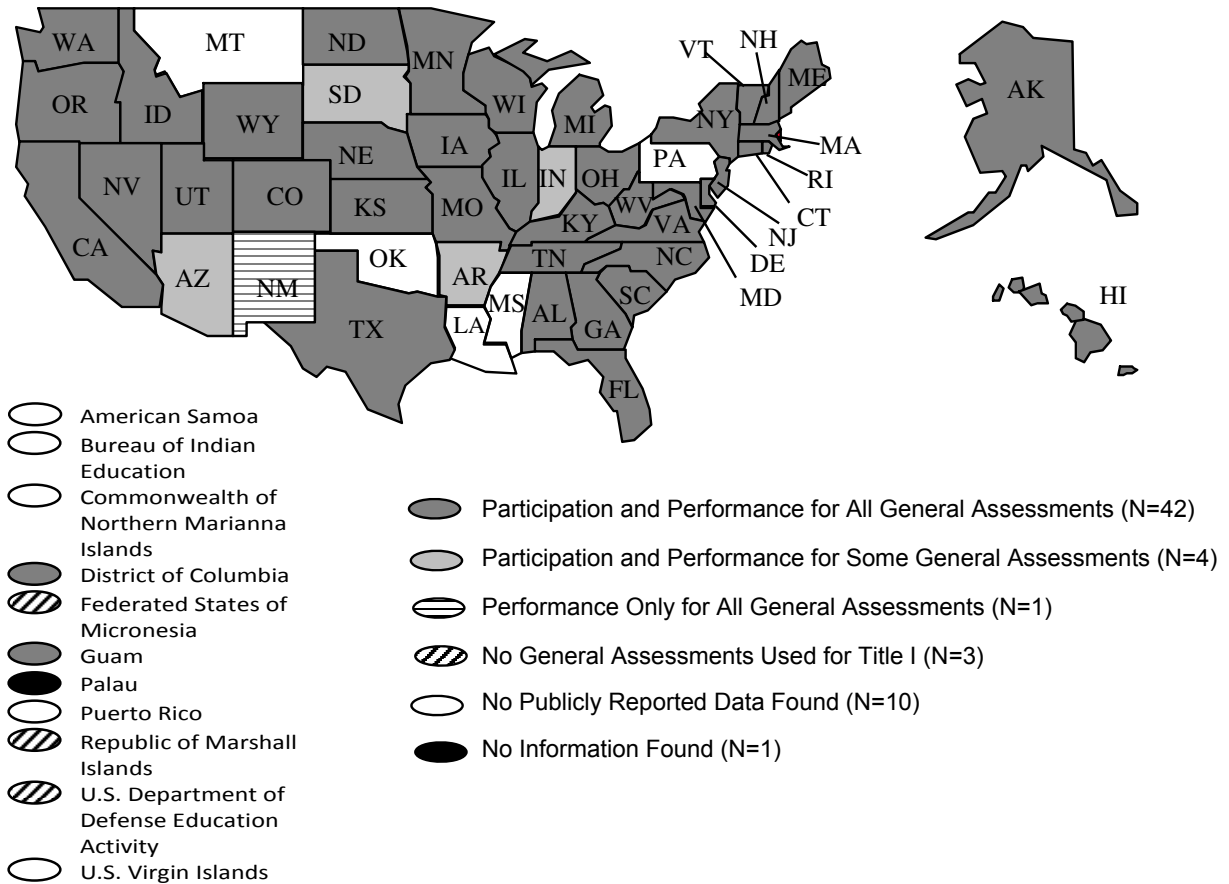 WA
MT
ND
MN
VT
NH
ME
OR
ID
SD
WI
MI
NY
AK
WY
MA
NE
IA
PA
RI
NV
UT
CO
KS
MO
IL
IN
OH
WV
VA
KY
CT
NJ
DE
MD
CA
AZ
NM
OK
AR
TN
NC
SC
MS
AL
GA
TX
LA
FL
HI
American Samoa
Bureau of Indian
Education
Commonwealth of
Northern Marianna
Islands
District of Columbia
Federated States of
Micronesia
Guam
Palau
Puerto Rico
Republic of Marshall
Islands
U.S. Department of
Defense Education
Activity
U.S. Virgin Islands
Participation and Performance for All General Assessments (N=42)
Participation and Performance for Some General Assessments (N=4)
Performance Only for All General Assessments (N=1)
No General Assessments Used for Title I (N=3)
No Publicly Reported Data Found (N=10)
No Information Found (N=1)